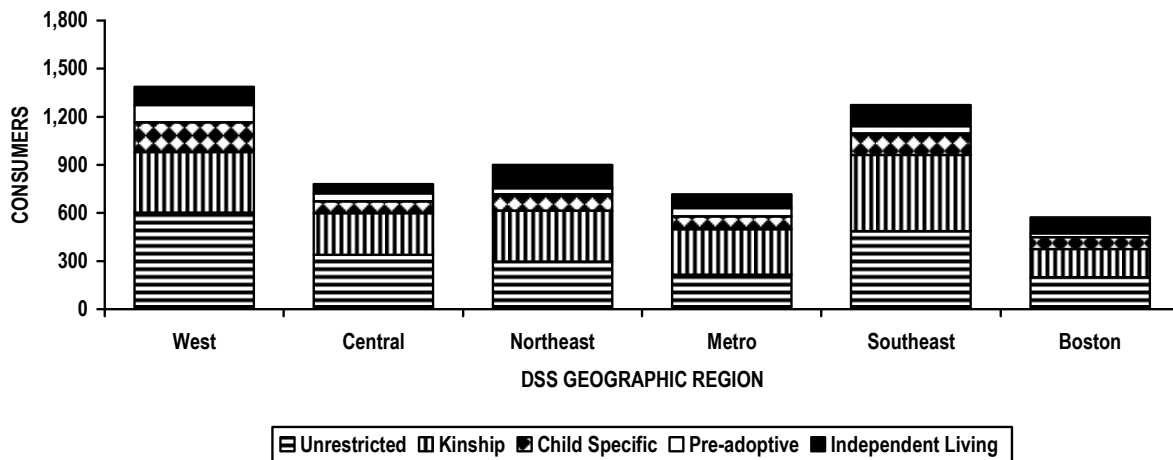 1,800
1,500
1,200
900
600
300
0
CONSUMERS
West Central Northeast Metro Southeast Boston
DSS GEOGRAPHIC REGION
Unrestricted Kinship Child Specific Pre-adoptive Independent Living